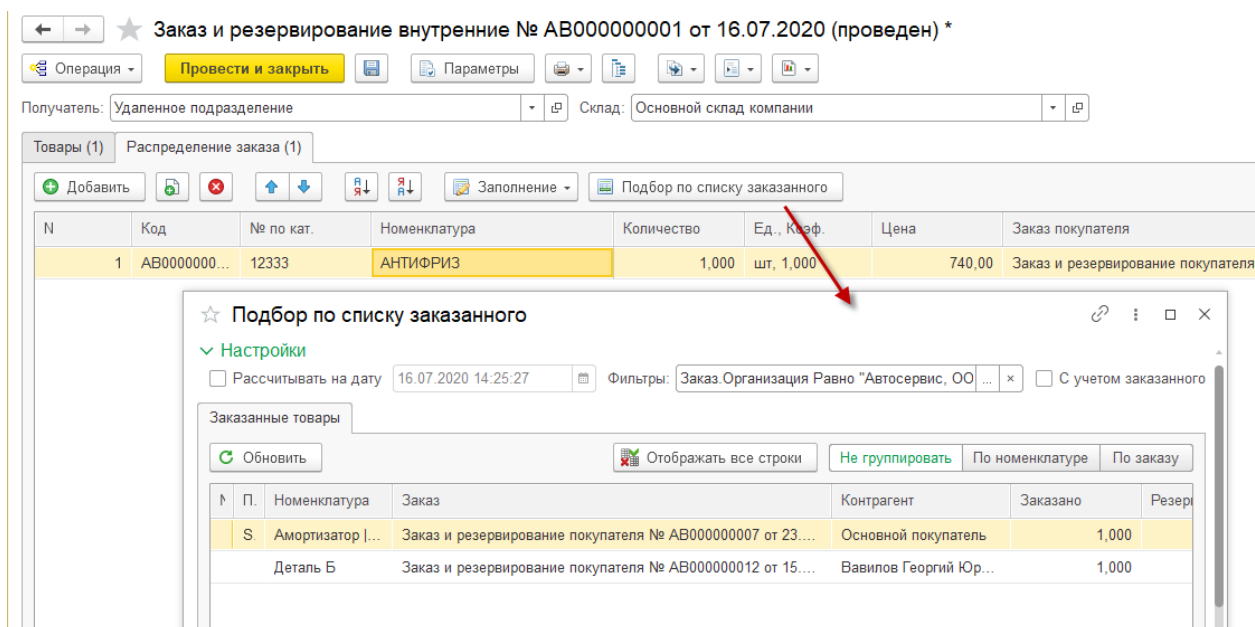 Заказ и резервирование внутренние № АВ000000001 от 16.07.2020 (проведен) *
Операция Провести и закрыть Параметры
Получатель: Удаленное подразделение Склад: Основной склад компании
Товары (1) Распределение заказа (1)
Добавить Заполнение Подбор по списку заказанного
N Код № по кат. Номенклатура Количество Ед., Коэф. Цена Заказ покупателя
1 АВ0000000... 12333 АНТИФРИЗ 1,000 шт, 1,000 740,00 Заказ и резервирование покупателя
Подбор по списку заказанного
Настройки
Рассчитывать на дату 16.07.2020 14:25:27 Фильтры: Заказ.Организация Равно "Автосервис, ОО ... × С учетом заказанного
Заказанные товары
Обновить Отображать все строки Не группировать По номенклатуре По заказу
N П. Номенклатура Заказ Контрагент Заказано Резерв
S. Амортизатор |... Заказ и резервирование покупателя № АВ000000007 от 23.... Основной покупатель 1,000
Деталь Б Заказ и резервирование покупателя № АВ000000012 от 15.... Вавилов Георгий Юр... 1,000